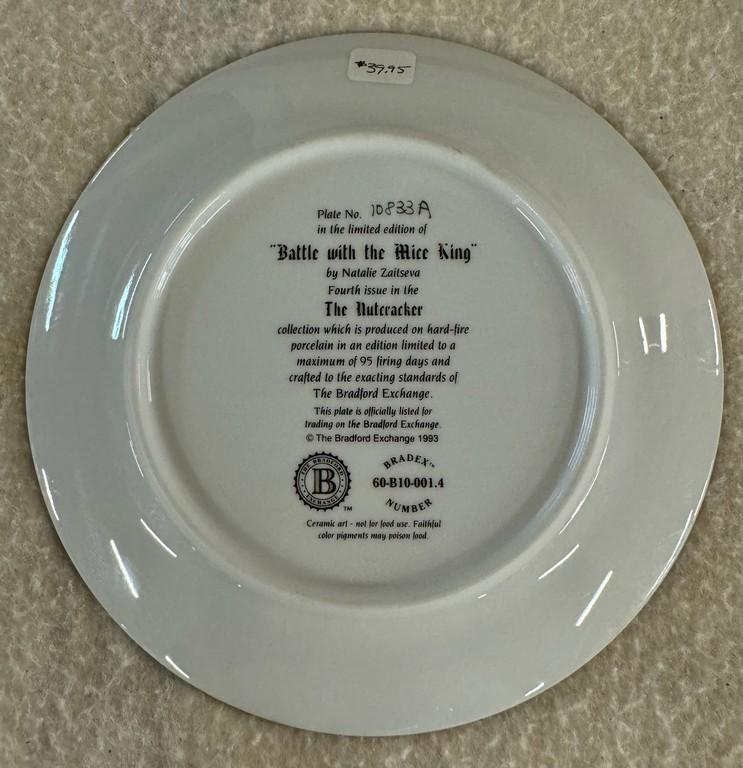 $39.95
Plate No. 10833A
in the limited edition of
"Battle with the Mice King"
by Natalie Zaitseva
Fourth issue in the
The Nutcracker
collection which is produced on hard-fire
porcelain in an edition limited to a
maximum of 95 firing days and
crafted to the exacting standards of
The Bradford Exchange.
This plate is officially listed for
trading on the Bradford Exchange.
© The Bradford Exchange 1993
THE BRADFORD
B
EXCHANGE
TM
BRADEX™
60-B10-001.4
NUMBER
Ceramic art - not for food use. Faithful
color pigments may poison food.